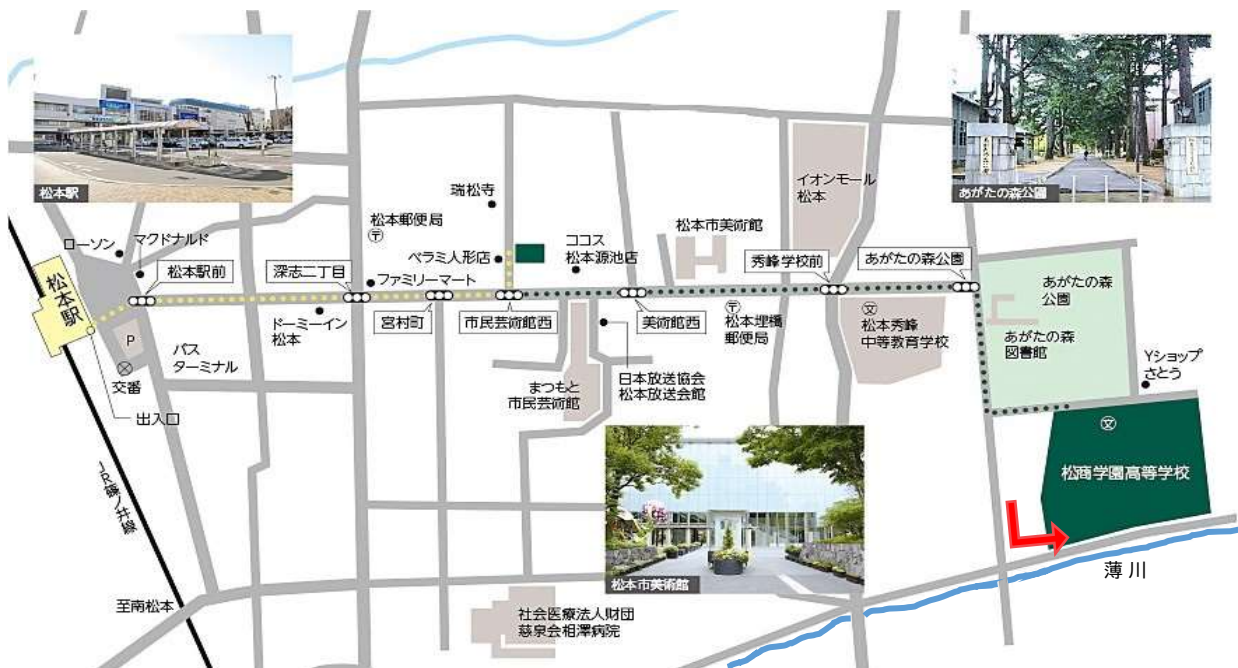 松本駅
ローソン
マクドナルド
松本駅前
松本駅
P
交番
出入口
バス
ターミナル
JR篠ノ井線
至南松本
深志二丁目
松本郵便局
〒
ファミリーマート
ドーミーイン
松本
宮村町
瑞松寺
ベラミ人形店
市民芸術館西
ココス
松本源池店
まつもと
市民芸術館
日本放送協会
松本放送会館
美術館西
松本市美術館
〒
松本埋橋
郵便局
イオンモール
松本
秀峰学校前
文
松本秀峰
中等教育学校
あがたの森公園
あがたの森公園
あがたの森
公園
あがたの森
図書館
Yショップ
さとう
文
松商学園高等学校
薄川
松本市美術館
社会医療法人財団
慈泉会相澤病院